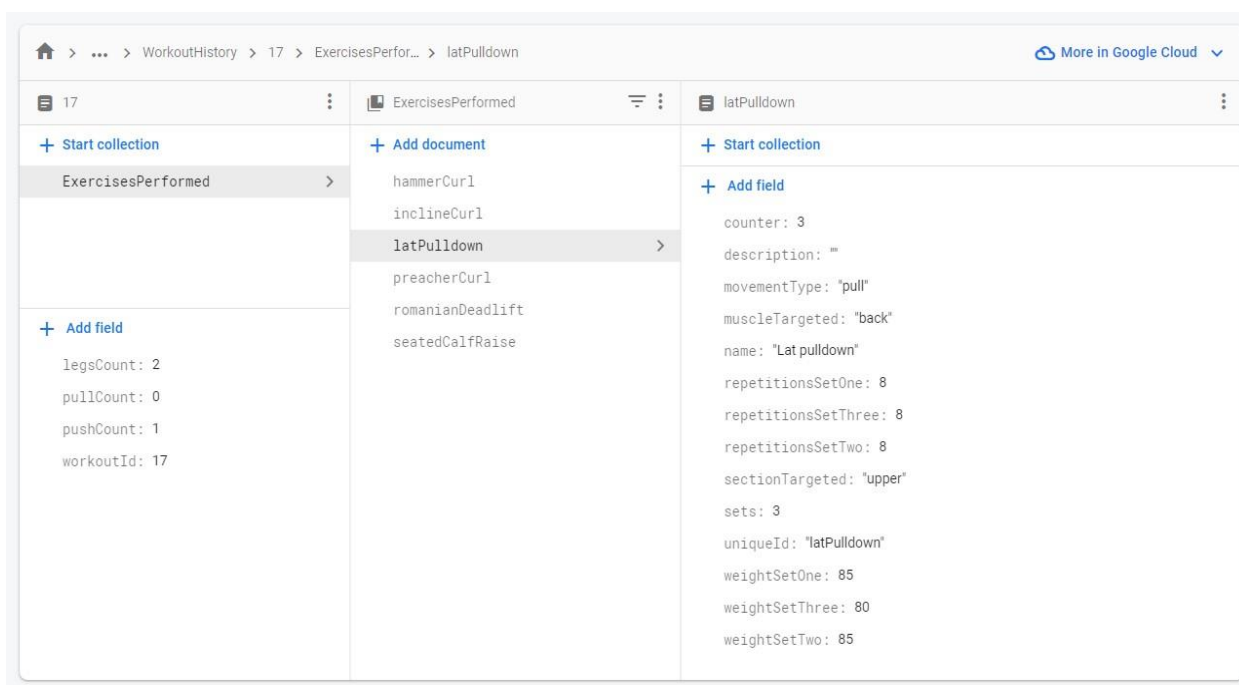 > ... > WorkoutHistory > 17 > ExercisesPerfor... > latPulldown
More in Google Cloud
17
+ Start collection
ExercisesPerformed
+ Add field
legsCount: 2
pullCount: 0
pushCount: 1
workoutId: 17
ExercisesPerformed
+ Add document
hammerCurl
inclineCurl
latPulldown
preacherCurl
romanianDeadlift
seatedCalfRaise
latPulldown
+ Start collection
+ Add field
counter: 3
description: ""
movementType: "pull"
muscleTargeted: "back"
name: "Lat pulldown"
repetitionsSetOne: 8
repetitionsSetThree: 8
repetitionsSetTwo: 8
sectionTargeted: "upper"
sets: 3
uniqueId: "latPulldown"
weightSetOne: 85
weightSetThree: 80
weightSetTwo: 85